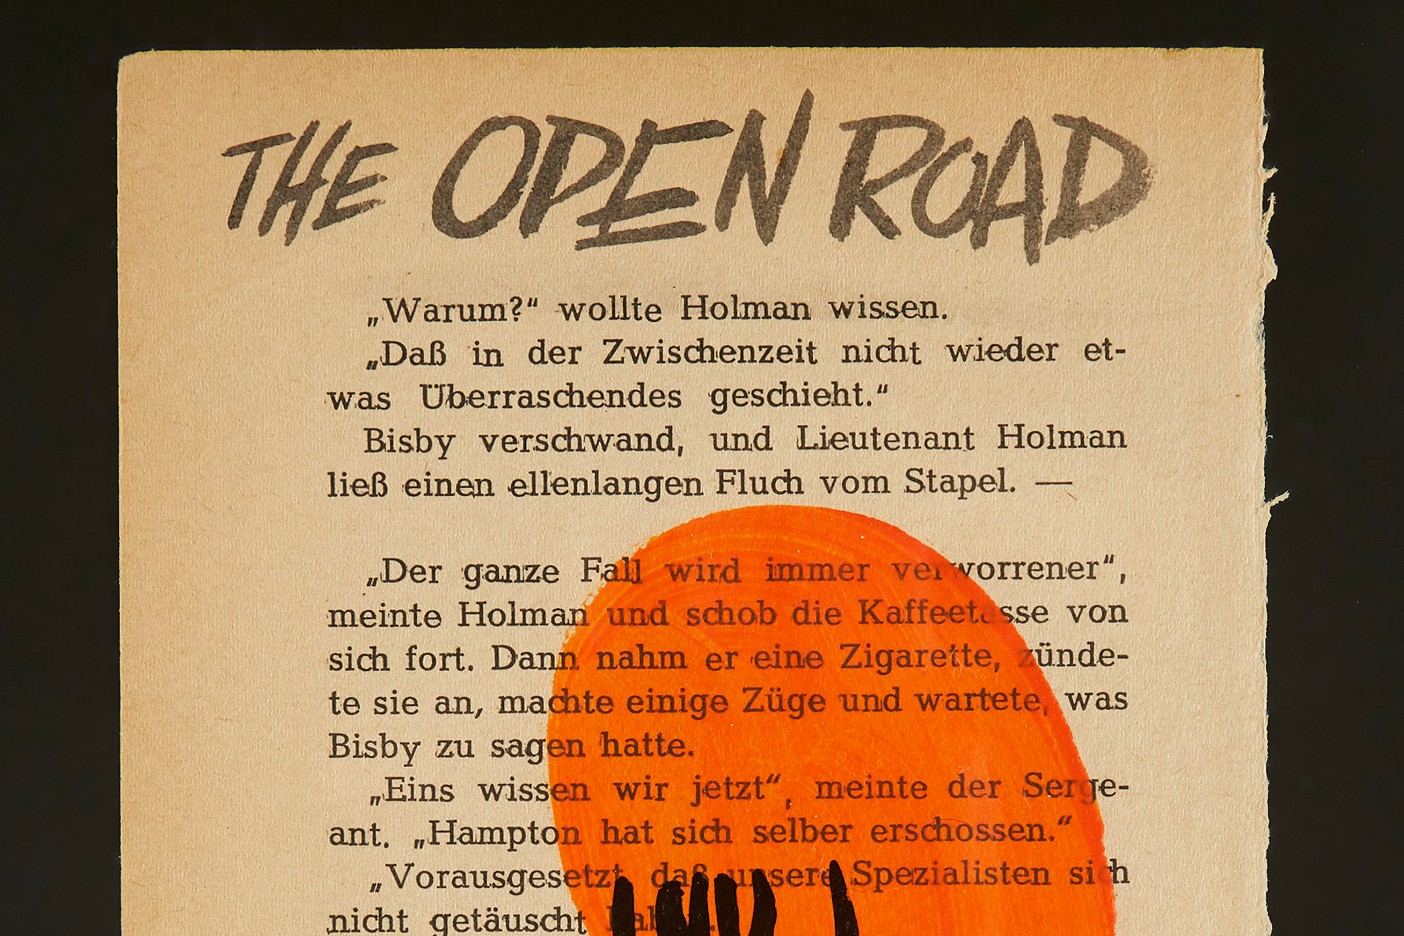 THE OPEN ROAD
„Warum?“ wollte Holman wissen.
„Daß in der Zwischenzeit nicht wieder et-
was Überraschendes geschieht.“
Bisby verschwand, und Lieutenant Holman
ließ einen ellenlangen Fluch vom Stapel. —
„Der ganze Fall wird immer verworrener“,
meinte Holman und schob die Kaffeetasse von
sich fort. Dann nahm er eine Zigarette, zünde-
te sie an, machte einige Züge und wartete, was
Bisby zu sagen hatte.
„Eins wissen wir jetzt“, meinte der Serge-
ant. „Hampton hat sich selber erschossen.“
„Vorausgesetzt, daß unsere Spezialisten sich
nicht getäuscht